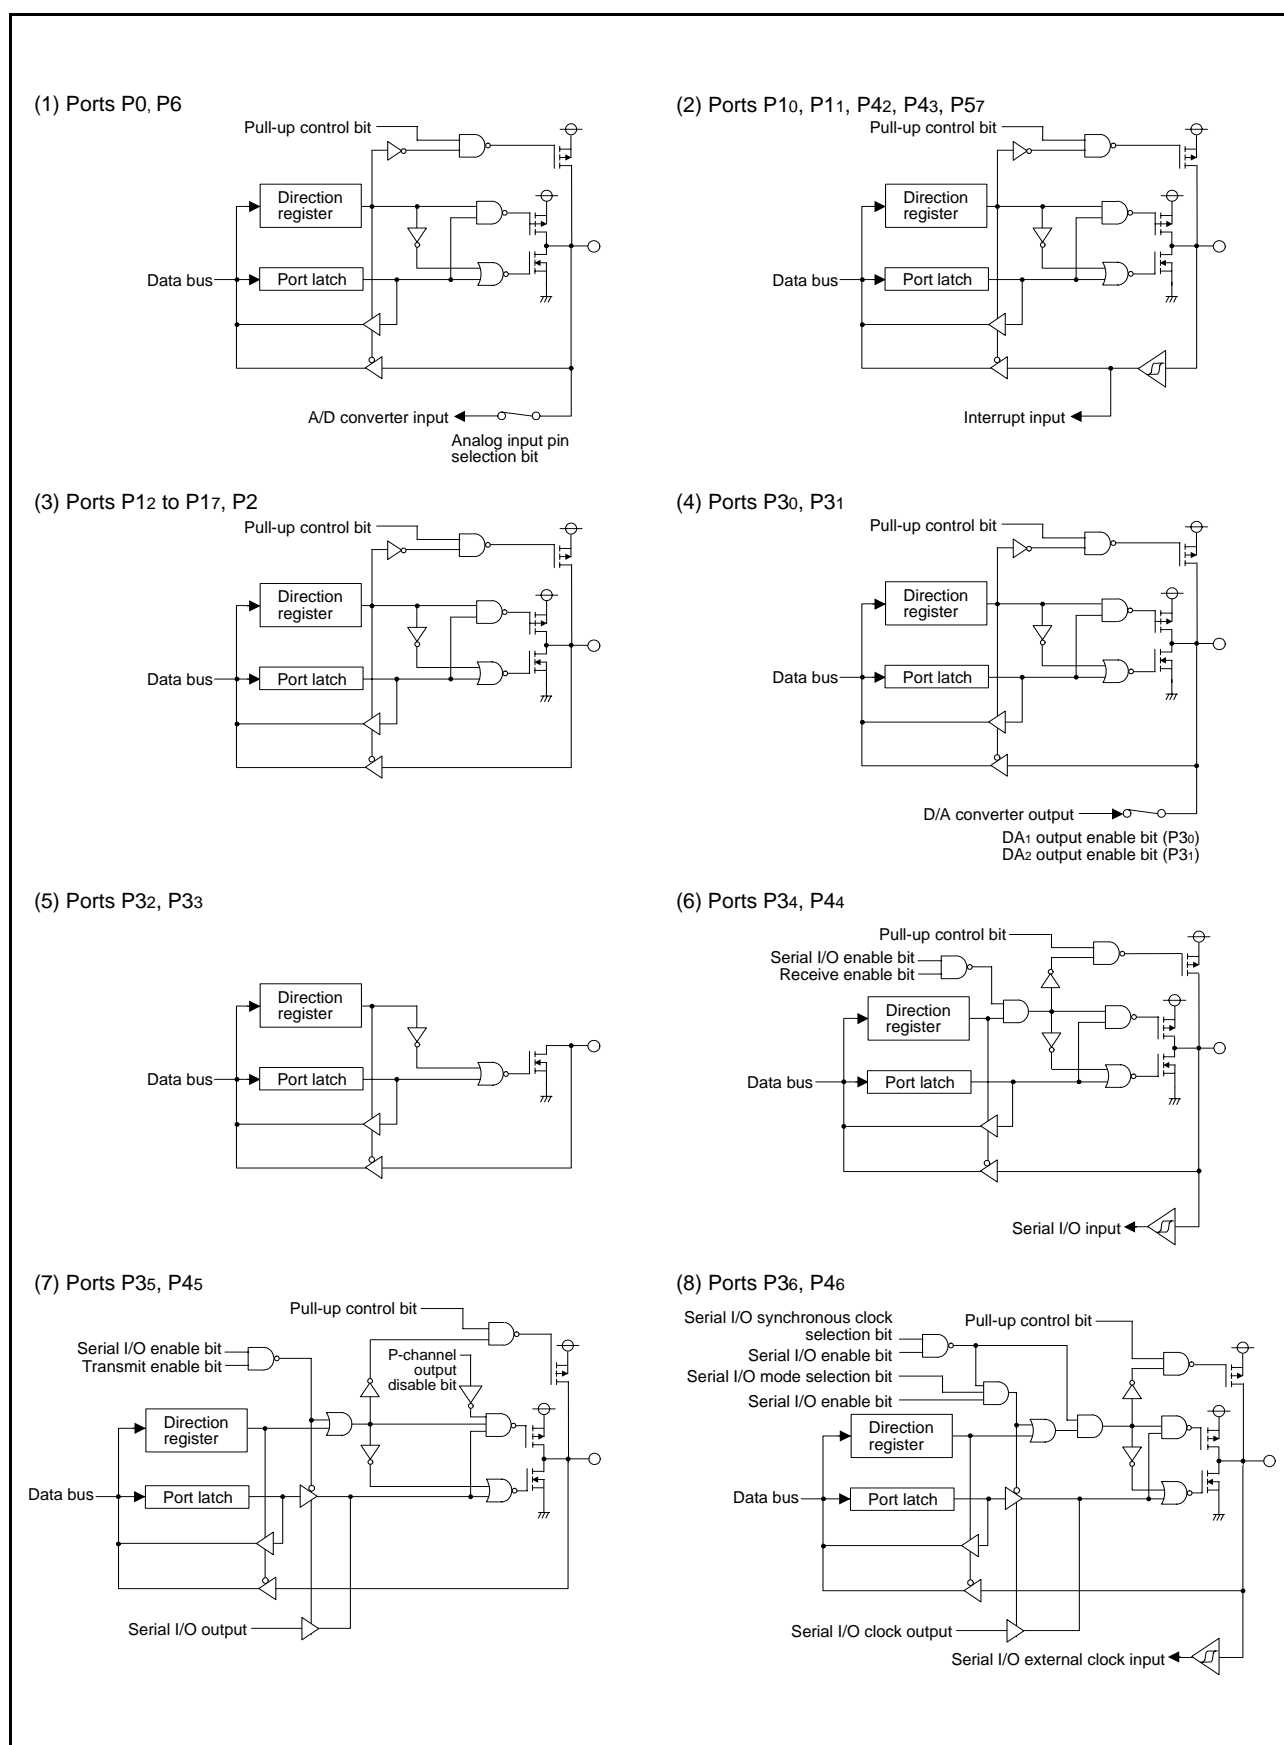 (1) Ports P0, P6
Pull-up control bit
Direction
register
Data bus
Port latch
A/D converter input
Analog input pin
selection bit
(2) Ports P10, P11, P42, P43, P57
Pull-up control bit
Direction
register
Data bus
Port latch
Interrupt input
(3) Ports P12 to P17, P2
Pull-up control bit
Direction
register
Data bus
Port latch
(4) Ports P30, P31
Pull-up control bit
Direction
register
Data bus
Port latch
D/A converter output
DA1 output enable bit (P30)
DA2 output enable bit (P31)
(5) Ports P32, P33
Direction
register
Data bus
Port latch
(6) Ports P34, P44
Pull-up control bit
Serial I/O enable bit
Receive enable bit
Direction
register
Data bus
Port latch
Serial I/O input
(7) Ports P35, P45
Pull-up control bit
Serial I/O enable bit
Transmit enable bit
P-channel
output
disable bit
Direction
register
Data bus
Port latch
Serial I/O output
(8) Ports P36, P46
Serial I/O synchronous clock
selection bit
Serial I/O enable bit
Pull-up control bit
Serial I/O mode selection bit
Serial I/O enable bit
Direction
register
Data bus
Port latch
Serial I/O clock output
Serial I/O external clock input